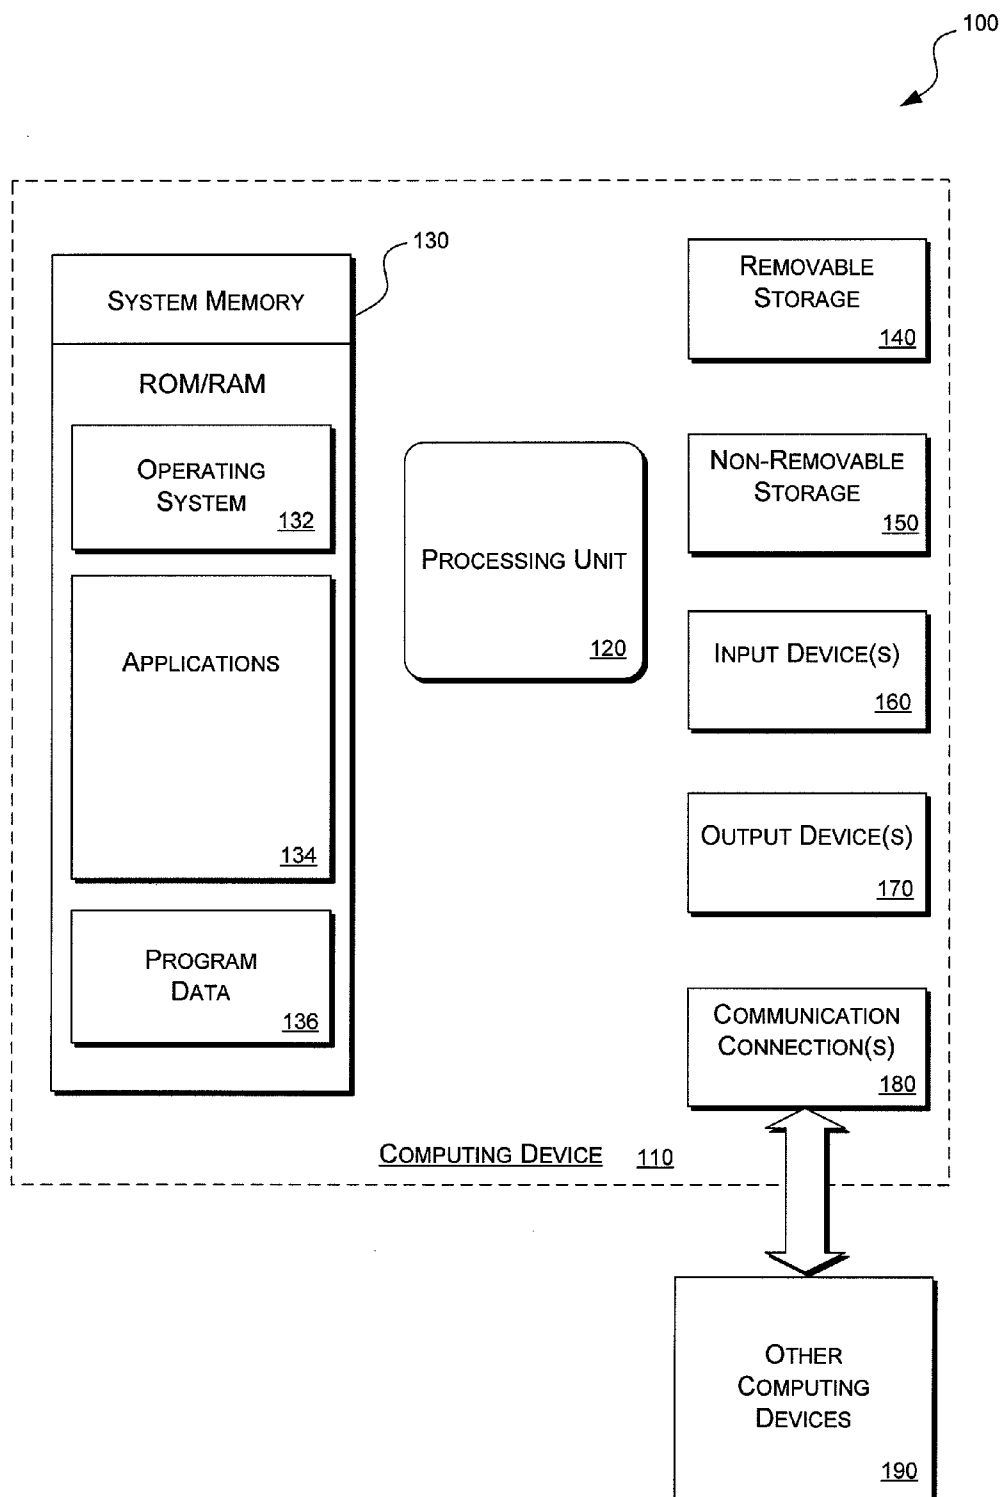 100
130
SYSTEM MEMORY
ROM/RAM
OPERATING
SYSTEM
132
APPLICATIONS
134
PROGRAM
DATA
136
PROCESSING UNIT
120
REMOVABLE
STORAGE
140
NON-REMOVABLE
STORAGE
150
INPUT DEVICE(S)
160
OUTPUT DEVICE(S)
170
COMMUNICATION
CONNECTION(S)
180
COMPUTING DEVICE 110
OTHER
COMPUTING
DEVICES
190